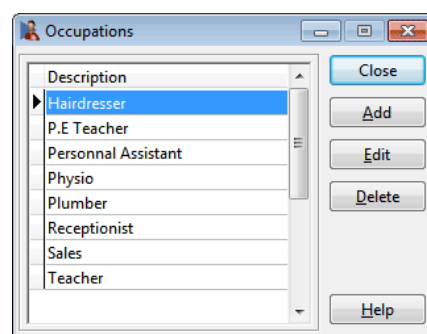 Occupations
Description
Hairdresser
P.E Teacher
Personnal Assistant
Physio
Plumber
Receptionist
Sales
Teacher
Close
Add
Edit
Delete
Help